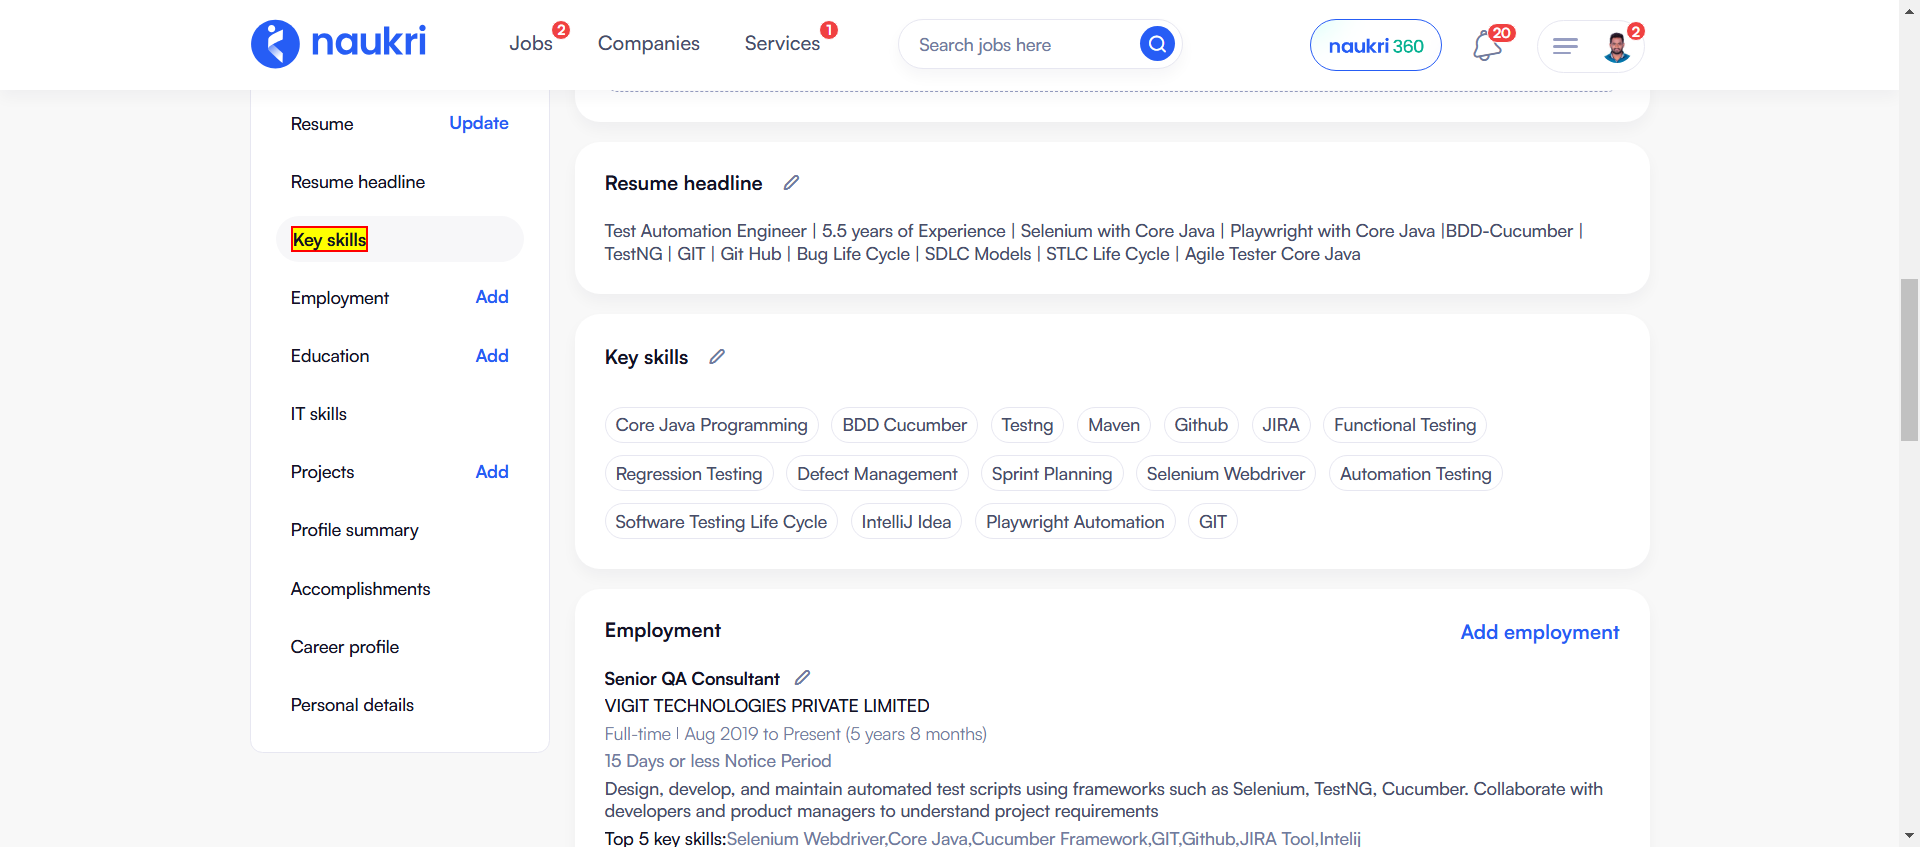 naukri
Jobs 2
Companies
Services 1
Search jobs here
naukri 360
20
2
Resume Update
Resume headline
Key skills
Employment Add
Education Add
IT skills
Projects Add
Profile summary
Accomplishments
Career profile
Personal details
Resume headline
Test Automation Engineer | 5.5 years of Experience | Selenium with Core Java | Playwright with Core Java |BDD-Cucumber |
TestNG | GIT | Git Hub | Bug Life Cycle | SDLC Models | STLC Life Cycle | Agile Tester Core Java
Key skills
Core Java Programming BDD Cucumber Testng Maven Github JIRA Functional Testing
Regression Testing Defect Management Sprint Planning Selenium Webdriver Automation Testing
Software Testing Life Cycle IntelliJ Idea Playwright Automation GIT
Employment Add employment
Senior QA Consultant
VIGIT TECHNOLOGIES PRIVATE LIMITED
Full-time | Aug 2019 to Present (5 years 8 months)
15 Days or less Notice Period
Design, develop, and maintain automated test scripts using frameworks such as Selenium, TestNG, Cucumber. Collaborate with
developers and product managers to understand project requirements
Top 5 key skills:Selenium Webdriver,Core Java,Cucumber Framework,GIT,Github,JIRA Tool,Intelij